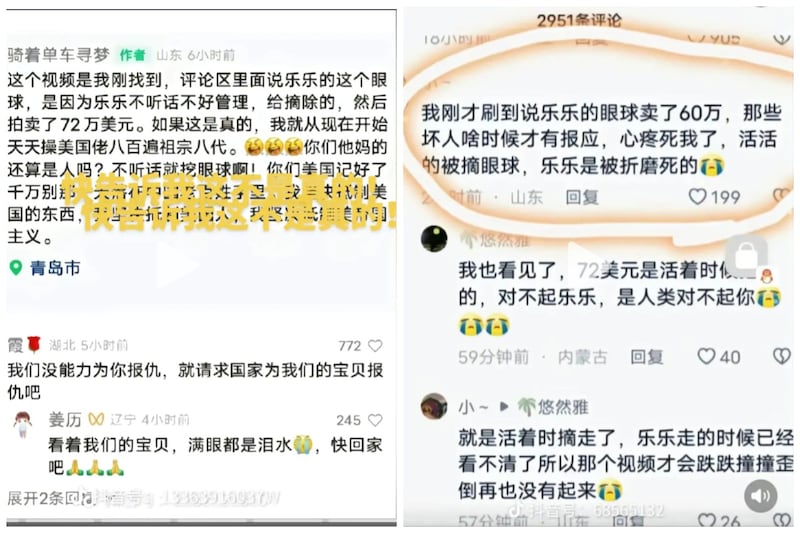 骑着单车寻梦 作者 山东 6小时前
这个视频是我刚找到，评论区里面说乐乐的这个眼
球，是因为乐乐不听话不好管理，给摘除的，然后
拍卖了72万美元。如果这是真的，我就从现在开始
天天操美国佬八百遍祖宗八代。🤣🤣🤣你们他妈的
还算是人吗？不听话就挖眼球啊！你们美国记好了
千万别
国的东西，
主义。
快告诉我这不是真的！
快告诉我这不是真的！
青岛市
霞🌹 湖北 5小时前 772
我们没能力为你报仇，就请求国家为我们的宝贝报
仇吧
姜历 辽宁 4小时前 245
看着我们的宝贝，满眼都是泪水😭，快回家
吧🙏🙏🙏
展开2条回
抖音号：
2951条评论
18小时前 回复 905
我刚才刷到说乐乐的眼球卖了60万，那些
坏人啥时候才有报应，心疼死我了，活活
的被摘眼球，乐乐是被折磨死的😭
时前 · 山东 回复 199
🌴悠然雅
我也看见了，72美元是活着时候
的，对不起乐乐，是人类对不起你😭
😭😭
59分钟前 · 内蒙古 回复 40
小～ ▶ 🌴悠然雅
就是活着时摘走了，乐乐走的时候已经
看不清了所以那个视频才会跌跌撞撞歪
倒再也没有起来😭
57分钟前 · 山东 回复 26
抖音号：68565132